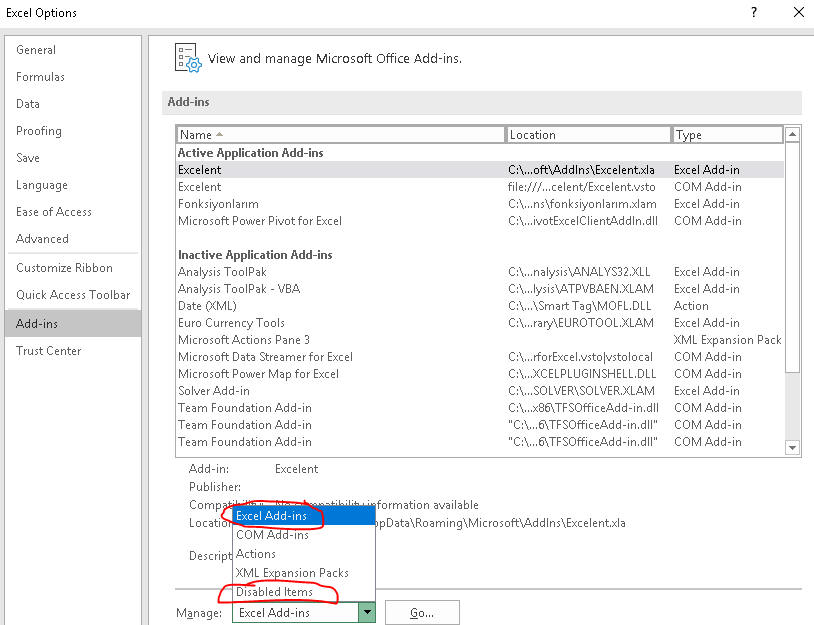 Excel Options ? ×
General
Formulas
Data
Proofing
Save
Language
Ease of Access
Advanced
Customize Ribbon
Quick Access Toolbar
Add-ins
Trust Center
View and manage Microsoft Office Add-ins.
Add-ins
Name Location Type
Active Application Add-ins
Excelent C:\...oft\AddIns\Excelent.xla Excel Add-in
Excelent file:///...celent/Excelent.vsto COM Add-in
Fonksiyonlarım C:\...ns\fonksiyonlarım.xlam Excel Add-in
Microsoft Power Pivot for Excel C:\...ivotExcelClientAddIn.dll COM Add-in
Inactive Application Add-ins
Analysis ToolPak C:\...nalysis\ANALYS32.XLL Excel Add-in
Analysis ToolPak - VBA C:\...lysis\ATPVBAEN.XLAM Excel Add-in
Date (XML) C:\...\Smart Tag\MOFL.DLL Action
Euro Currency Tools C:\...rary\EUROTOOL.XLAM Excel Add-in
Microsoft Actions Pane 3 XML Expansion Pack
Microsoft Data Streamer for Excel C:\...rforExcel.vsto|vstolocal COM Add-in
Microsoft Power Map for Excel C:\...XCELPLUGINSHELL.DLL COM Add-in
Solver Add-in C:\...SOLVER\SOLVER.XLAM Excel Add-in
Team Foundation Add-in C:\...x86\TFSOfficeAdd-in.dll COM Add-in
Team Foundation Add-in "C:\...6\TFSOfficeAdd-in.dll" COM Add-in
Team Foundation Add-in "C:\...6\TFSOfficeAdd-in.dll" COM Add-in
Add-in: Excelent
Publisher:
information available
ppData\Roaming\Microsoft\AddIns\Excelent.xla
Descript
Excel Add-ins
COM Add-ins
Actions
XML Expansion Packs
Disabled Items
Manage: Excel Add-ins Go...